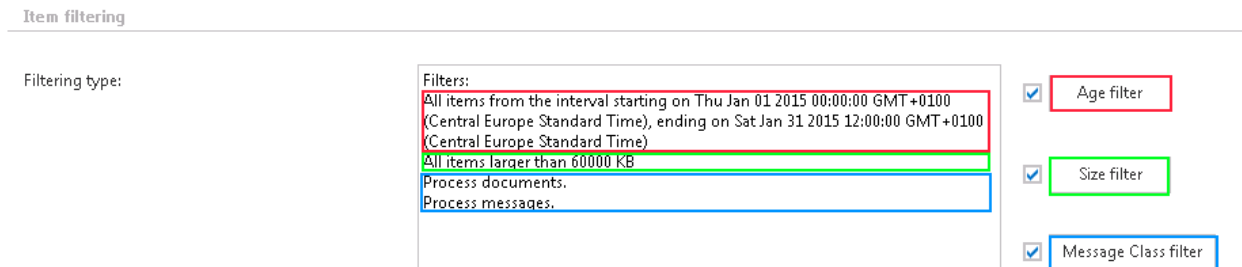 Item filtering
Filtering type:
Filters:
All items from the interval starting on Thu Jan 01 2015 00:00:00 GMT+0100
(Central Europe Standard Time), ending on Sat Jan 31 2015 12:00:00 GMT+0100
(Central Europe Standard Time)
All items larger than 60000 KB
Process documents.
Process messages.
Age filter
Size filter
Message Class filter